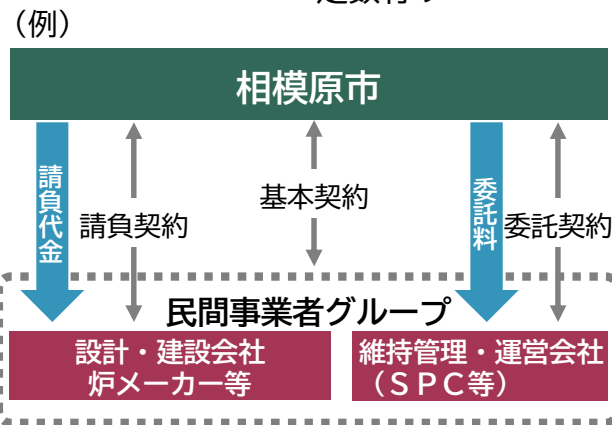 （例）
相模原市
請負代金
請負契約
基本契約
委託料
委託契約
民間事業者グループ
設計・建設会社
炉メーカー等
維持管理・運営会社
（ＳＰＣ等）